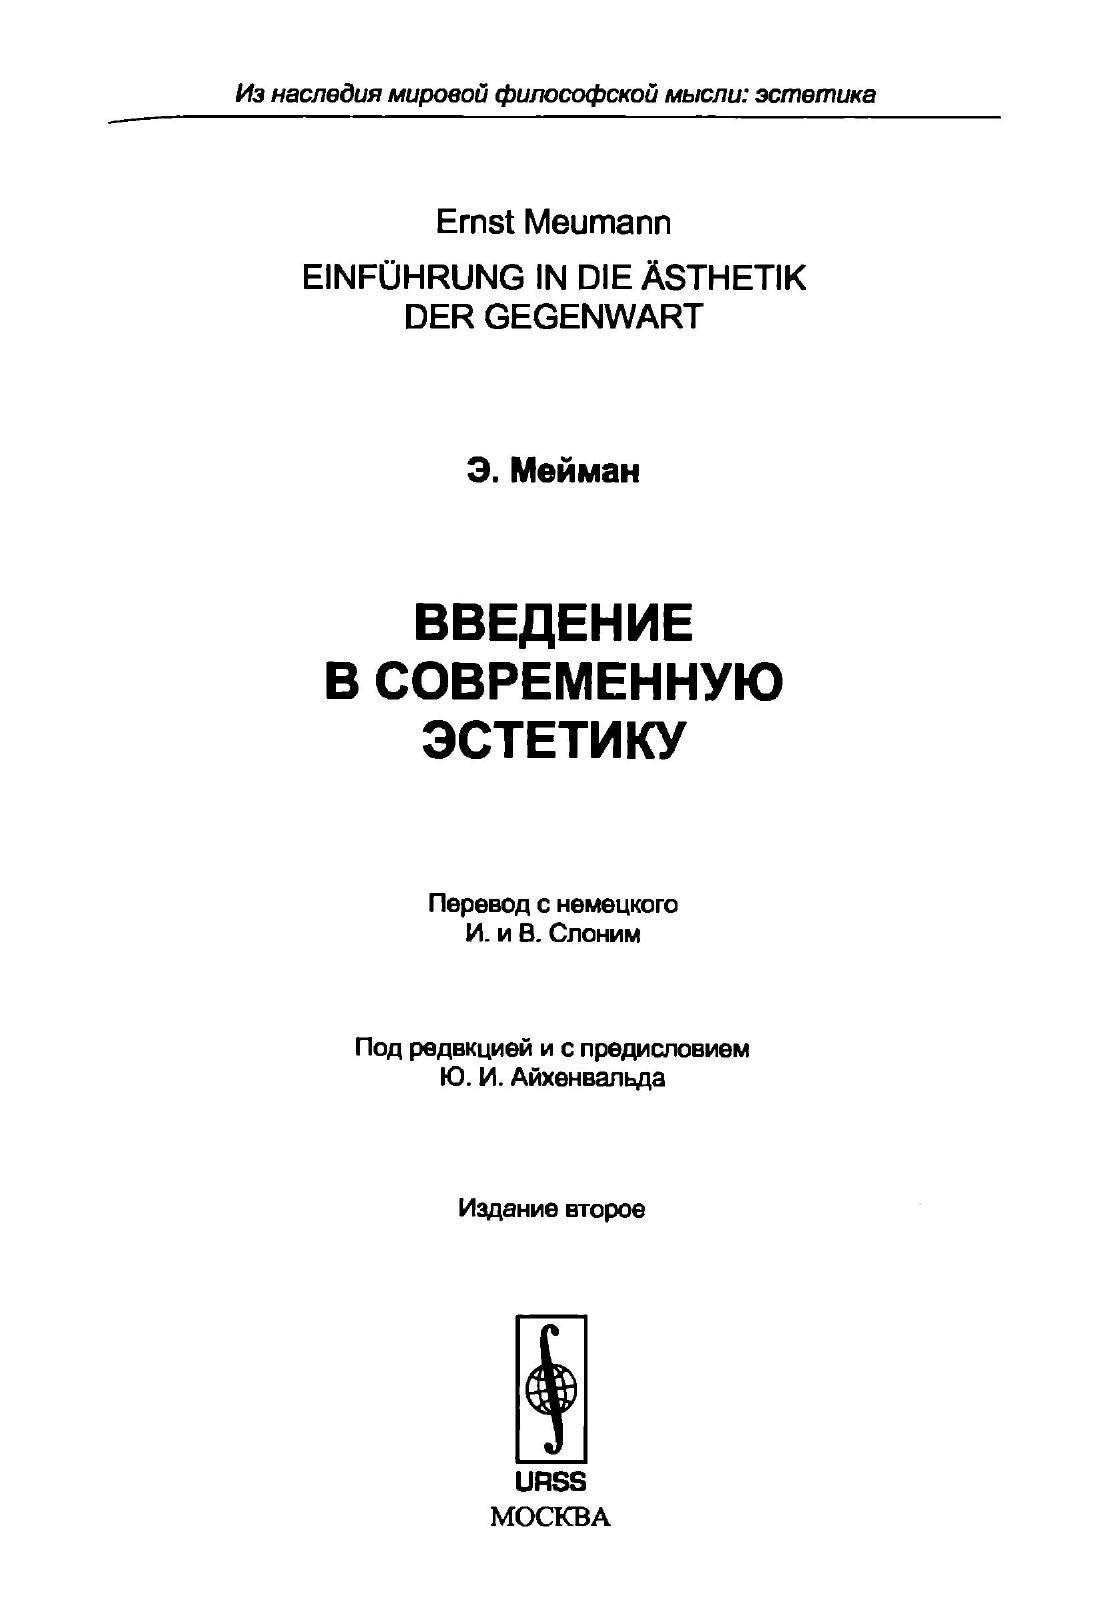 Из наследия мировой философской мысли: эстетика
Ernst Meumann
EINFÜHRUNG IN DIE ÄSTHETIK
DER GEGENWART
Э. Мейман
ВВЕДЕНИЕ
В СОВРЕМЕННУЮ
ЭСТЕТИКУ
Перевод с немецкого
И. и В. Слоним
Под редакцией и с предисловием
Ю. И. Айхенвальда
Издание второе
URSS
МОСКВА